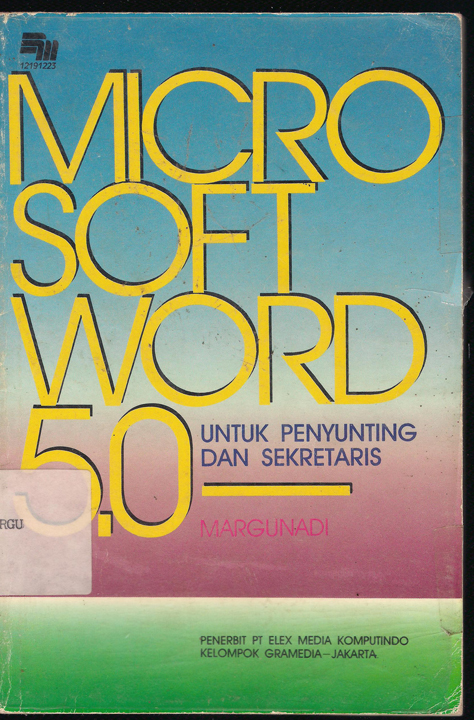 12191223
MICRO
SOFT
WORD
5.0
UNTUK PENYUNTING
DAN SEKRETARIS
MARGUNADI
RGU
PENERBIT PT ELEX MEDIA KOMPUTINDO
KELOMPOK GRAMEDIA–JAKARTA